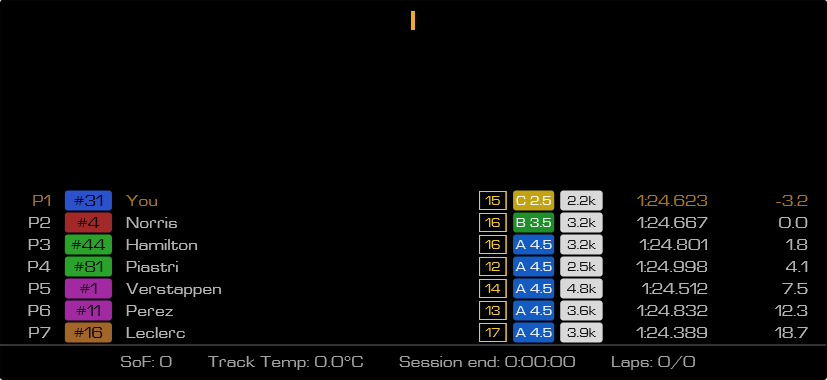 P1 #31 You 15 C 2.5 2.2k 1:24.623 -3.2
P2 #4 Norris 16 B 3.5 3.2k 1:24.667 0.0
P3 #44 Hamilton 16 A 4.5 3.2k 1:24.801 1.8
P4 #81 Piastri 12 A 4.5 2.5k 1:24.998 4.1
P5 #1 Verstappen 14 A 4.5 4.8k 1:24.512 7.5
P6 #11 Perez 13 A 4.5 3.6k 1:24.832 12.3
P7 #16 Leclerc 17 A 4.5 3.9k 1:24.389 18.7
SoF: 0 Track Temp: 0.0°C Session end: 0:00:00 Laps: 0/0